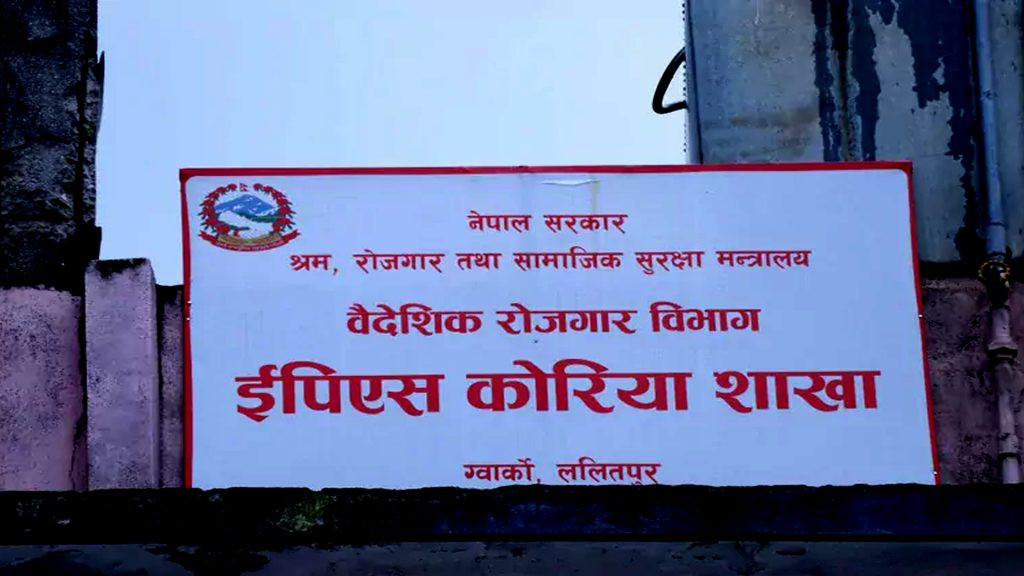 नेपाल सरकार
श्रम, रोजगार तथा सामाजिक सुरक्षा मन्त्रालय
वैदेशिक रोजगार विभाग
ईपिएस कोरिया शाखा
ग्वार्को, ललितपुर